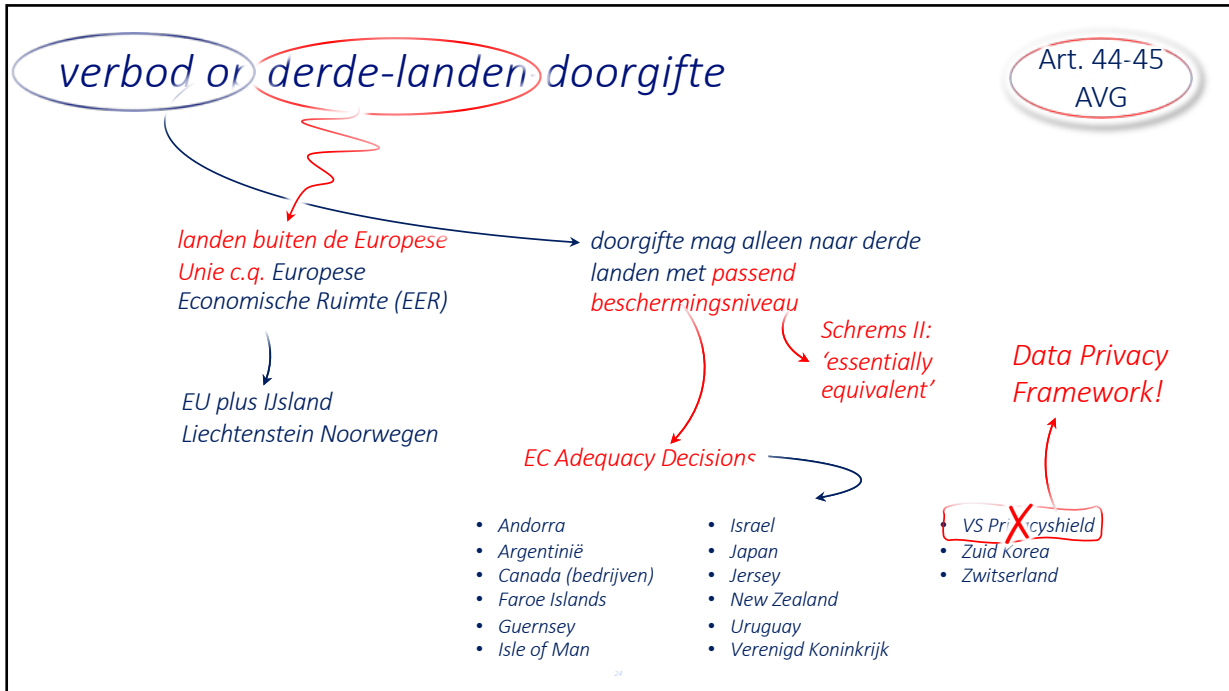 verbod op derde-landen-doorgifte
Art. 44-45
AVG
landen buiten de Europese
Unie c.q. Europese
Economische Ruimte (EER)
EU plus IJsland
Liechtenstein Noorwegen
doorgifte mag alleen naar derde
landen met passend
beschermingsniveau
Schrems II:
‘essentially
equivalent’
Data Privacy
Framework!
EC Adequacy Decisions
• Andorra
• Argentinië
• Canada (bedrijven)
• Faroe Islands
• Guernsey
• Isle of Man
• Israel
• Japan
• Jersey
• New Zealand
• Uruguay
• Verenigd Koninkrijk
• VS Privacyshield
• Zuid Korea
• Zwitserland